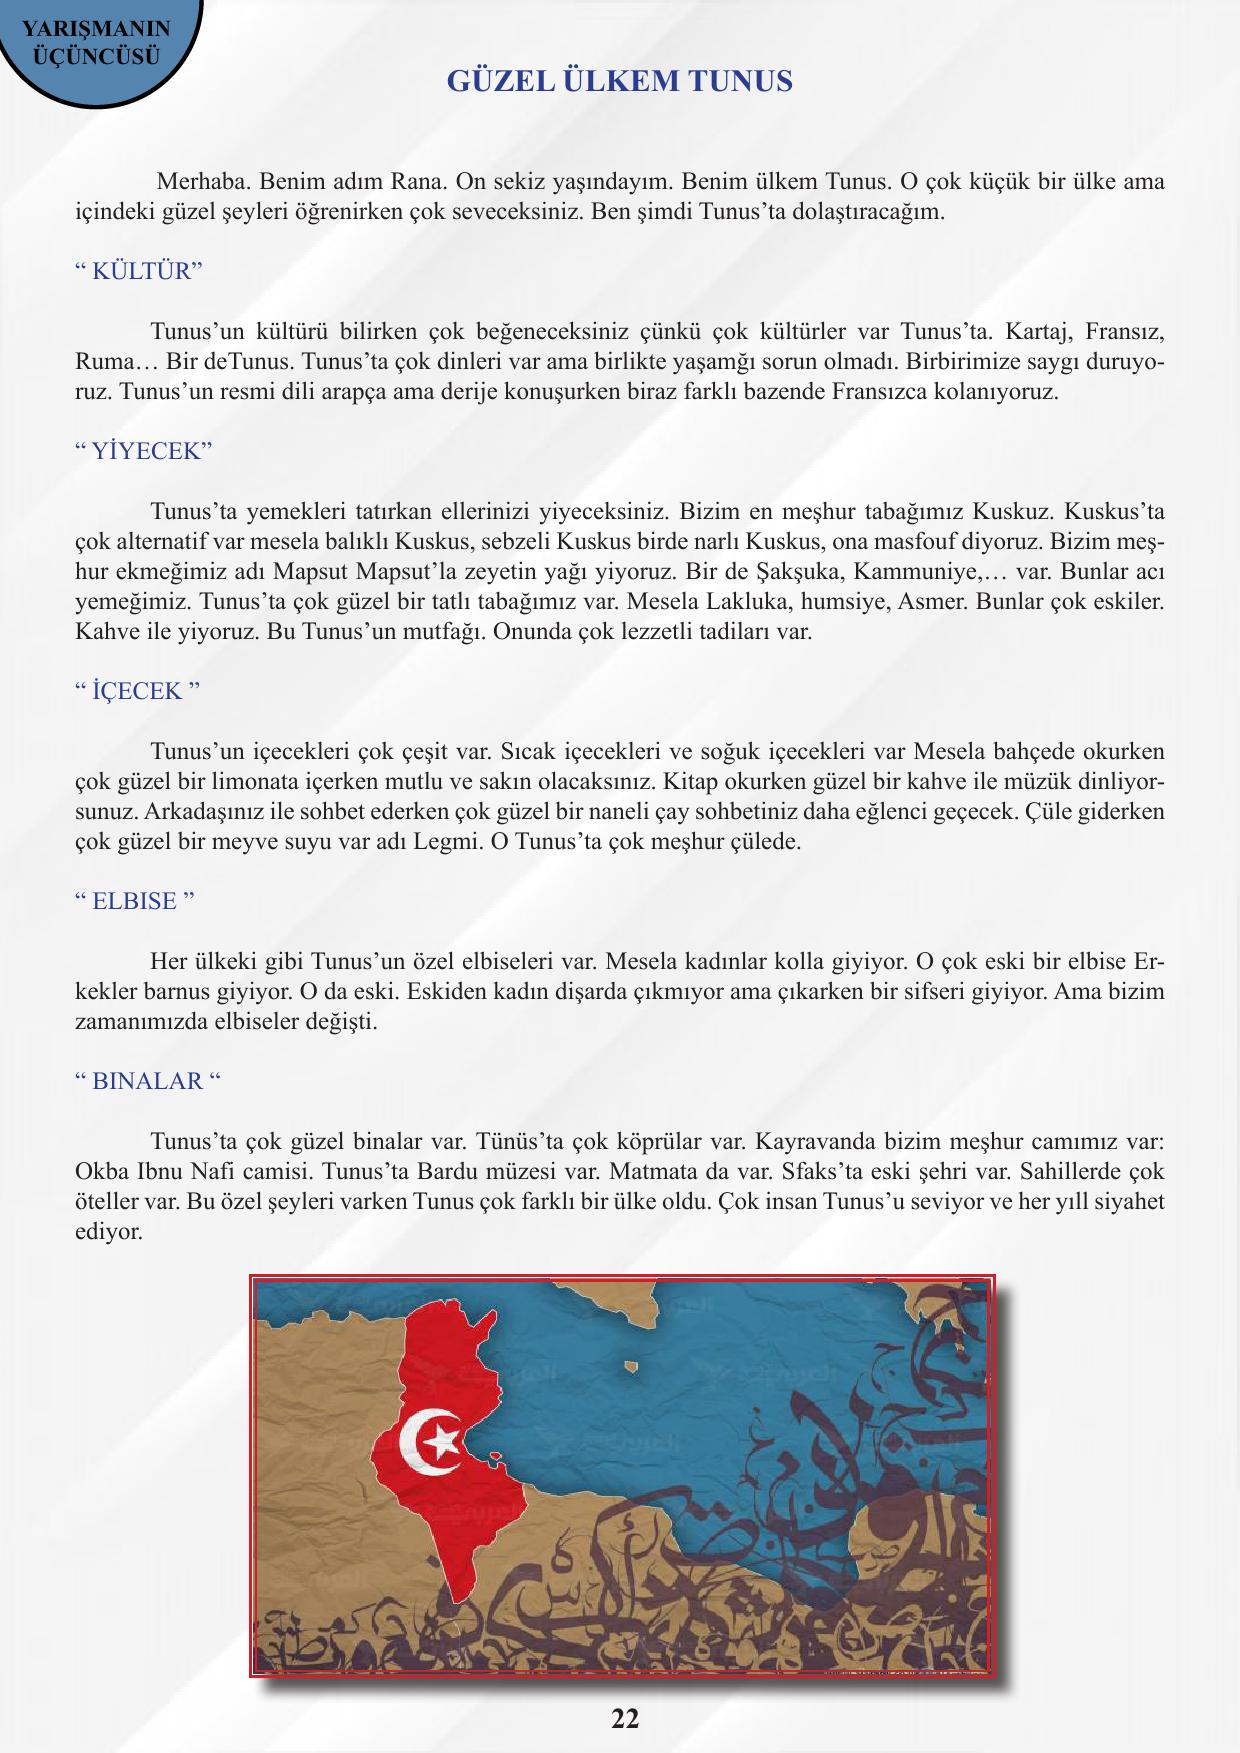 YARIŞMANIN
ÜÇÜNCÜSÜ
GÜZEL ÜLKEM TUNUS
Merhaba. Benim adım Rana. On sekiz yaşındayım. Benim ülkem Tunus. O çok küçük bir ülke ama
içindeki güzel şeyleri öğrenirken çok seveceksiniz. Ben şimdi Tunus’ta dolaştıracağım.
“ KÜLTÜR”
Tunus’un kültürü bilirken çok beğeneceksiniz çünkü çok kültürler var Tunus’ta. Kartaj, Fransız,
Ruma… Bir deTunus. Tunus’ta çok dinleri var ama birlikte yaşamğı sorun olmadı. Birbirimize saygı duruyo-
ruz. Tunus’un resmi dili arapça ama derije konuşurken biraz farklı bazende Fransızca kolanıyoruz.
“ YİYECEK”
Tunus’ta yemekleri tatırkan ellerinizi yiyeceksiniz. Bizim en meşhur tabağımız Kuskuz. Kuskus’ta
çok alternatif var mesela balıklı Kuskus, sebzeli Kuskus birde narlı Kuskus, ona masfouf diyoruz. Bizim meş-
hur ekmeğimiz adı Mapsut Mapsut’la zeyetin yağı yiyoruz. Bir de Şakşuka, Kammuniye,… var. Bunlar acı
yemeğimiz. Tunus’ta çok güzel bir tatlı tabağımız var. Mesela Lakluka, humsiye, Asmer. Bunlar çok eskiler.
Kahve ile yiyoruz. Bu Tunus’un mutfağı. Onunda çok lezzetli tadiları var.
“ İÇECEK ”
Tunus’un içecekleri çok çeşit var. Sıcak içecekleri ve soğuk içecekleri var Mesela bahçede okurken
çok güzel bir limonata içerken mutlu ve sakın olacaksınız. Kitap okurken güzel bir kahve ile müzük dinliyor-
sunuz. Arkadaşınız ile sohbet ederken çok güzel bir naneli çay sohbetiniz daha eğlenci geçecek. Çüle giderken
çok güzel bir meyve suyu var adı Legmi. O Tunus’ta çok meşhur çülede.
“ ELBISE ”
Her ülkeki gibi Tunus’un özel elbiseleri var. Mesela kadınlar kolla giyiyor. O çok eski bir elbise Er-
kekler barnus giyiyor. O da eski. Eskiden kadın dişarda çıkmıyor ama çıkarken bir sifseri giyiyor. Ama bizim
zamanımızda elbiseler değişti.
“ BINALAR “
Tunus’ta çok güzel binalar var. Tünüs’ta çok köprülar var. Kayravanda bizim meşhur camımız var:
Okba Ibnu Nafi camisi. Tunus’ta Bardu müzesi var. Matmata da var. Sfaks’ta eski şehri var. Sahillerde çok
öteller var. Bu özel şeyleri varken Tunus çok farklı bir ülke oldu. Çok insan Tunus’u seviyor ve her yıll siyahet
ediyor.
22